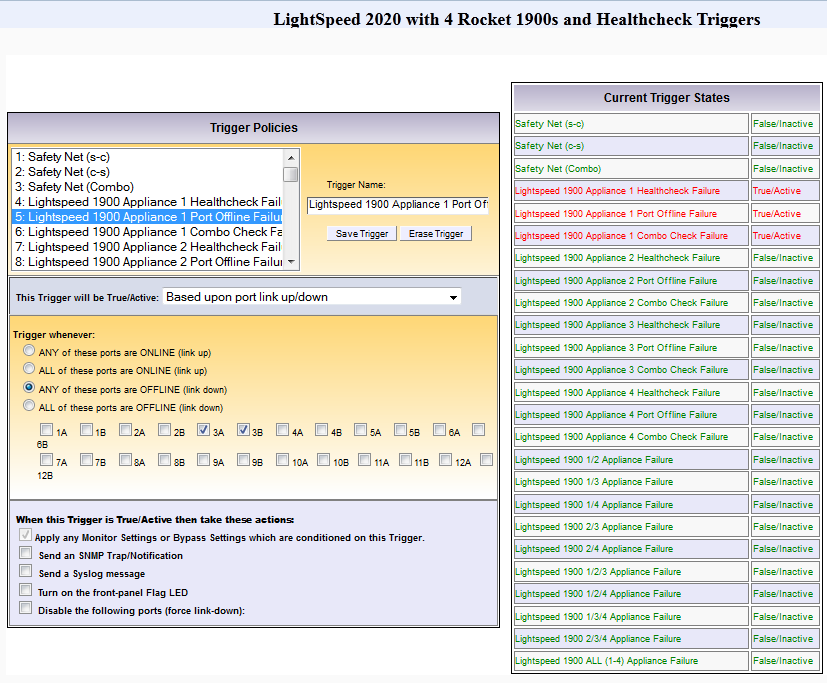 LightSpeed 2020 with 4 Rocket 1900s and Healthcheck Triggers
Trigger Policies
1: Safety Net (s-c)
2: Safety Net (c-s)
3: Safety Net (Combo)
4: Lightspeed 1900 Appliance 1 Healthcheck Fail
5: Lightspeed 1900 Appliance 1 Port Offline Failu
6: Lightspeed 1900 Appliance 1 Combo Check Fa
7: Lightspeed 1900 Appliance 2 Healthcheck Fail
8: Lightspeed 1900 Appliance 2 Port Offline Failur
Trigger Name:
Lightspeed 1900 Appliance 1 Port Of
Save Trigger Erase Trigger
This Trigger will be True/Active: Based upon port link up/down
Trigger whenever:
ANY of these ports are ONLINE (link up)
ALL of these ports are ONLINE (link up)
ANY of these ports are OFFLINE (link down)
ALL of these ports are OFFLINE (link down)
1A 1B 2A 2B 3A 3B 4A 4B 5A 5B 6A
6B
7A 7B 8A 8B 9A 9B 10A 10B 11A 11B 12A
12B
When this Trigger is True/Active then take these actions:
Apply any Monitor Settings or Bypass Settings which are conditioned on this Trigger.
Send an SNMP Trap/Notification
Send a Syslog message
Turn on the front-panel Flag LED
Disable the following ports (force link-down):
Current Trigger States
Safety Net (s-c) False/Inactive
Safety Net (c-s) False/Inactive
Safety Net (Combo) False/Inactive
Lightspeed 1900 Appliance 1 Healthcheck Failure True/Active
Lightspeed 1900 Appliance 1 Port Offline Failure True/Active
Lightspeed 1900 Appliance 1 Combo Check Failure True/Active
Lightspeed 1900 Appliance 2 Healthcheck Failure False/Inactive
Lightspeed 1900 Appliance 2 Port Offline Failure False/Inactive
Lightspeed 1900 Appliance 2 Combo Check Failure False/Inactive
Lightspeed 1900 Appliance 3 Healthcheck Failure False/Inactive
Lightspeed 1900 Appliance 3 Port Offline Failure False/Inactive
Lightspeed 1900 Appliance 3 Combo Check Failure False/Inactive
Lightspeed 1900 Appliance 4 Healthcheck Failure False/Inactive
Lightspeed 1900 Appliance 4 Port Offline Failure False/Inactive
Lightspeed 1900 Appliance 4 Combo Check Failure False/Inactive
Lightspeed 1900 1/2 Appliance Failure False/Inactive
Lightspeed 1900 1/3 Appliance Failure False/Inactive
Lightspeed 1900 1/4 Appliance Failure False/Inactive
Lightspeed 1900 2/3 Appliance Failure False/Inactive
Lightspeed 1900 2/4 Appliance Failure False/Inactive
Lightspeed 1900 1/2/3 Appliance Failure False/Inactive
Lightspeed 1900 1/2/4 Appliance Failure False/Inactive
Lightspeed 1900 1/3/4 Appliance Failure False/Inactive
Lightspeed 1900 2/3/4 Appliance Failure False/Inactive
Lightspeed 1900 ALL (1-4) Appliance Failure False/Inactive